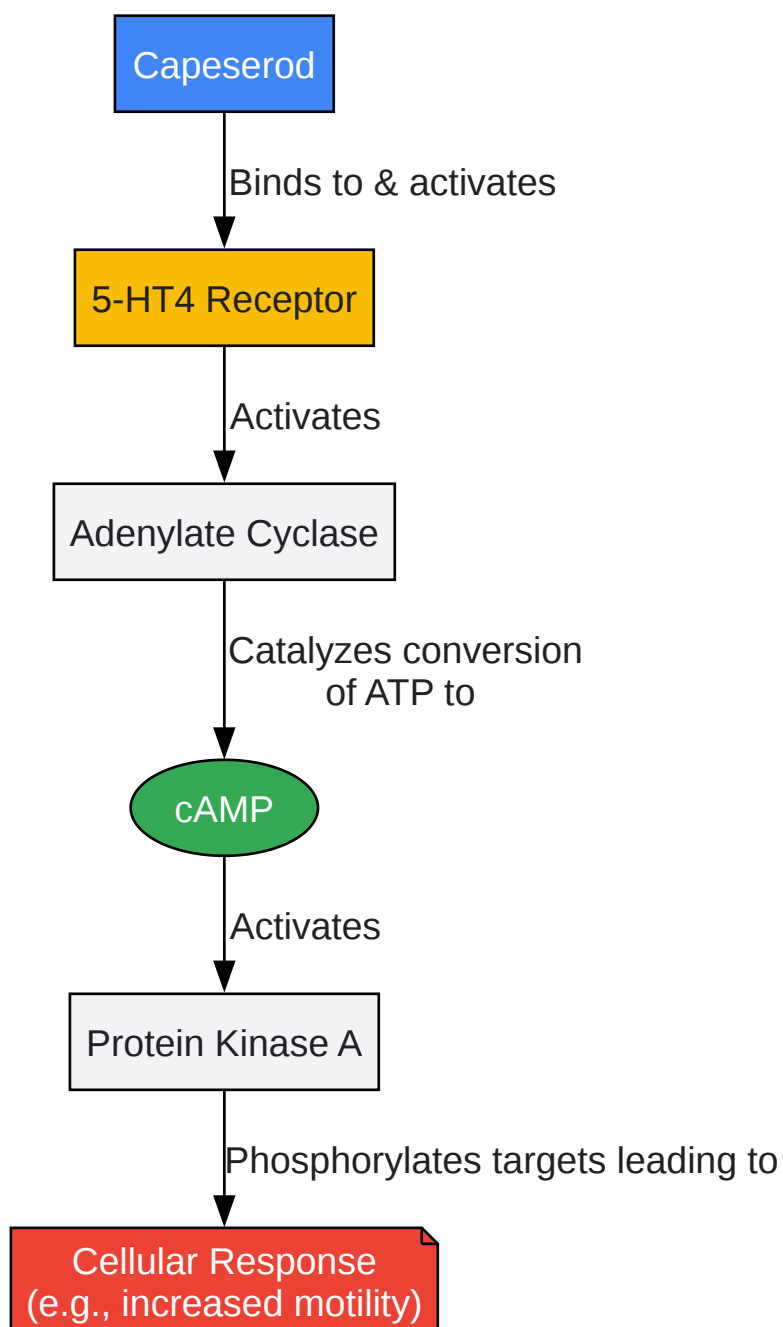 Capeserod
Binds to & activates
5-HT4 Receptor
Activates
Adenylate Cyclase
Catalyzes conversion
of ATP to
cAMP
Activates
Protein Kinase A
Phosphorylates targets leading to
Cellular Response
(e.g., increased motility)